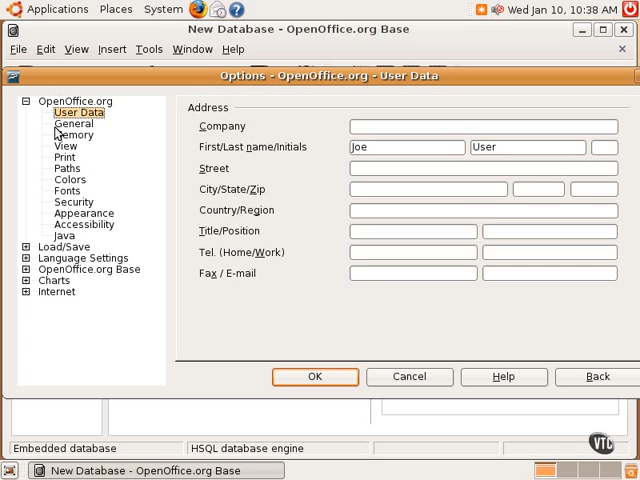 Applications Places System Wed Jan 10, 10:38 AM
New Database - OpenOffice.org Base
File Edit View Insert Tools Window Help
Options - OpenOffice.org - User Data
OpenOffice.org
User Data
General
Memory
View
Print
Paths
Colors
Fonts
Security
Appearance
Accessibility
Java
Load/Save
Language Settings
OpenOffice.org Base
Charts
Internet
Address
Company
First/Last name/Initials Joe User
Street
City/State/Zip
Country/Region
Title/Position
Tel. (Home/Work)
Fax / E-mail
OK Cancel Help Back
Embedded database HSQL database engine
VTC
New Database - OpenOffice.org Base